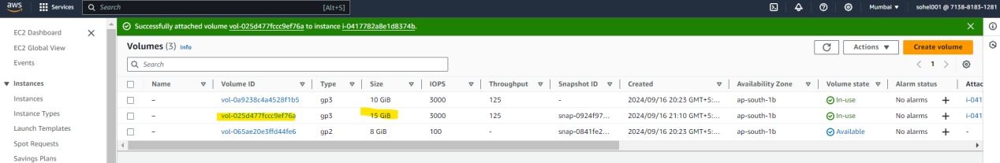 aws Services Search [Alt+S] Mumbai ▼ sohel001 @ 7138-8183-1281
EC2 Dashboard
EC2 Global View
Events
Instances
Instances
Instance Types
Launch Templates
Spot Requests
Savings Plans
Successfully attached volume vol-025d477fccc9ef76a to instance i-0417782a8e1d8374b.
Volumes (3) Info
Actions ▼
Create volume
Search
1
Name Volume ID Type Size IOPS Throughput Snapshot ID Created Availability Zone Volume state Alarm status Attac
– vol-0a9238c4a4528f1b5 gp3 10 GiB 3000 125 - 2024/09/16 20:23 GMT+5:... ap-south-1b In-use No alarms + i-041
– vol-025d477fccc9ef76a gp3 15 GiB 3000 125 snap-0924f97... 2024/09/16 21:10 GMT+5:... ap-south-1b In-use No alarms + i-041
– vol-065ae20e3ffd44fe6 gp2 8 GiB 100 - snap-0841fe2... 2024/09/16 20:23 GMT+5:... ap-south-1b Available No alarms + -